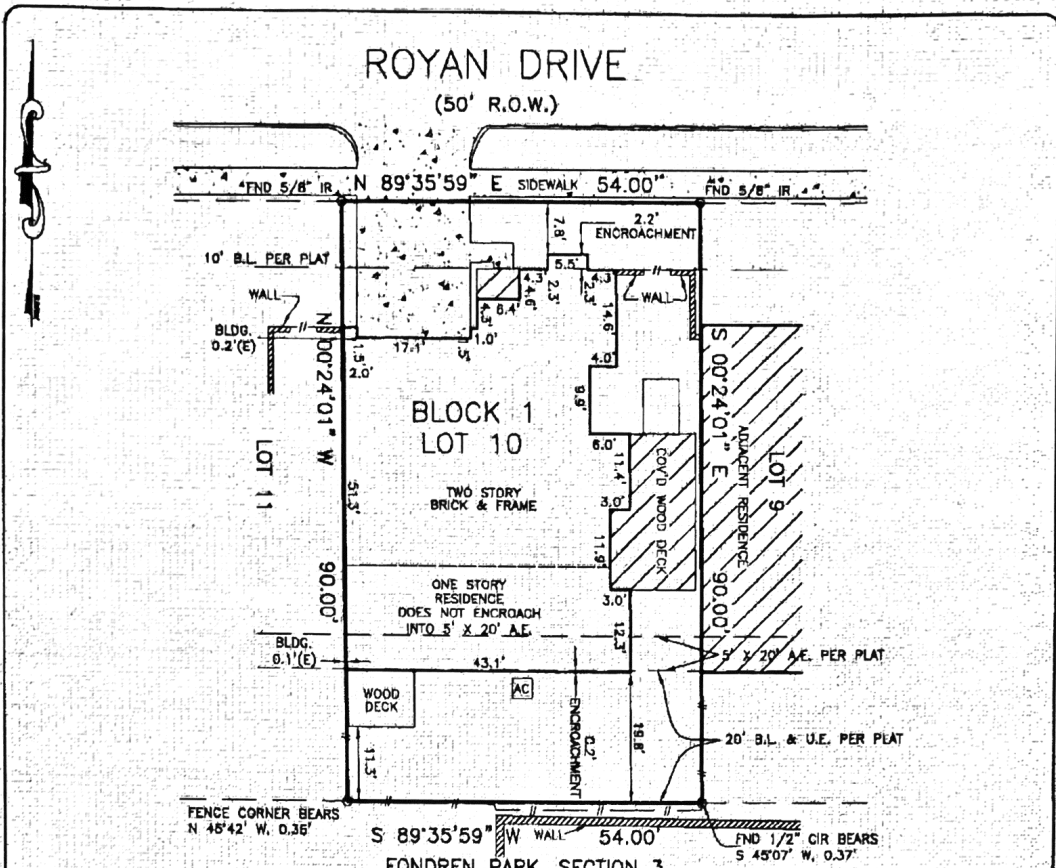 ROYAN DRIVE
(50' R.O.W.)
FND 5/8" IR
N 89°35'59" E
SIDEWALK
54.00'
FND 5/8" IR
7.8'
2.2'
ENCROACHMENT
10' B.L. PER PLAT
5.5'
4.3'
4.3'
4.6'
2.3'
2.3'
WALL
WALL
4.3'
6.4'
14.6'
BLDG.
0.2'(E)
1.0'
1.5'
17.1'
2.0'
N 00°24'01" W
90.00'
S 00°24'01" E
90.00'
4.0'
9.9'
BLOCK 1
LOT 10
6.0'
11.4'
COV'D WOOD DECK
ADJACENT RESIDENCE
LOT 9
LOT 11
51.3'
TWO STORY
BRICK & FRAME
3.0'
11.9'
ONE STORY
RESIDENCE
DOES NOT ENCROACH
INTO 5' X 20' A.E.
3.0'
12.3'
5' X 20' A.E. PER PLAT
BLDG.
0.1'(E)
43.1'
WOOD
DECK
AC
ENCROACHMENT
19.8'
20' B.L. & U.E. PER PLAT
11.3'
FENCE CORNER BEARS
N 45°42' W, 0.35'
S 89°35'59" W
WALL
54.00'
FND 1/2" CIR BEARS
S 45°07' W, 0.37'
FONDREN PARK, SECTION 3